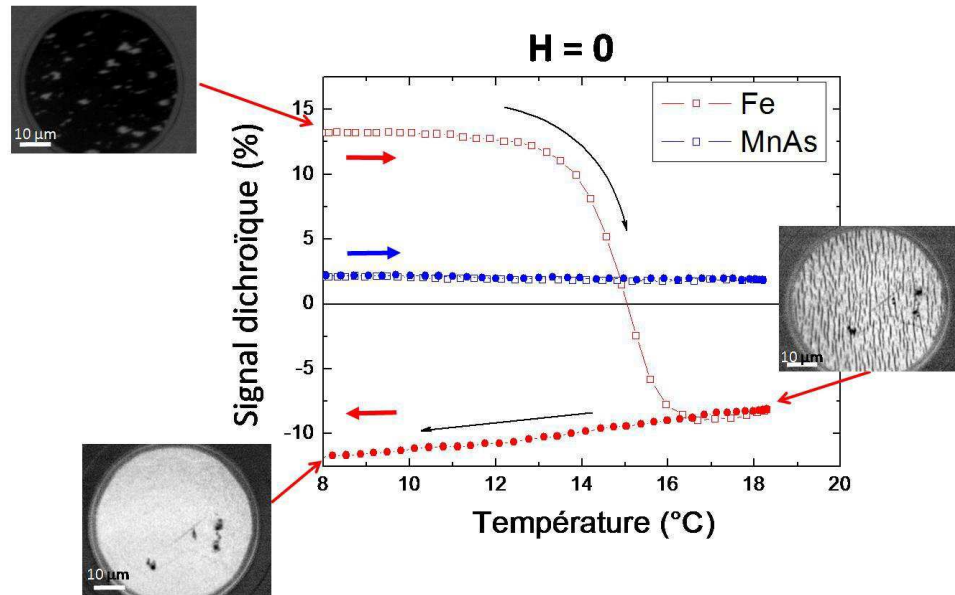 H = 0
10 μm
Signal dichroïque (%)
15
10
5
0
-5
-10
Fe
MnAs
10 μm
10 μm
8
10
12
14
16
18
20
Température (°C)